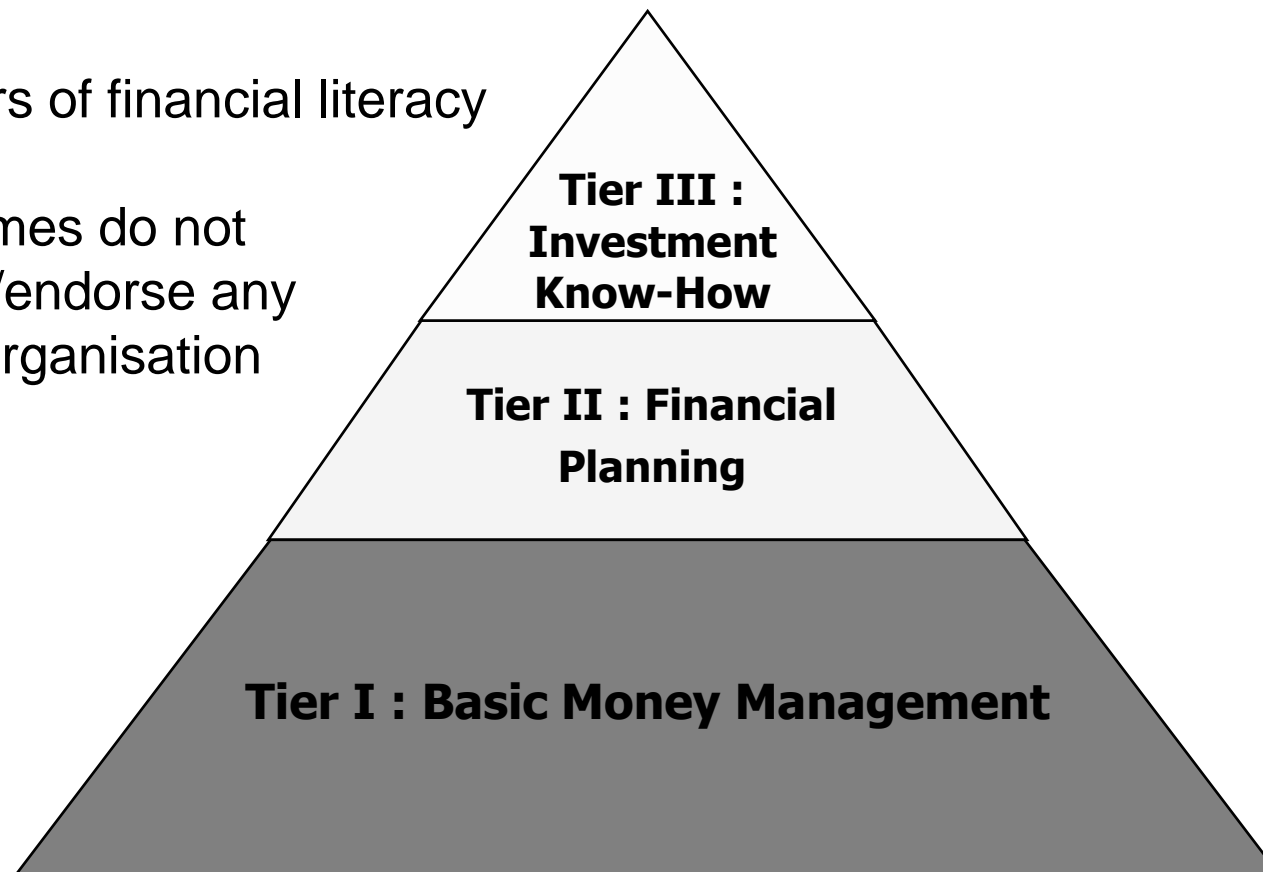 rs of financial literacy
mes do not
/endorse any
rganisation
Tier III :
Investment
Know-How
Tier II : Financial
Planning
Tier I : Basic Money Management